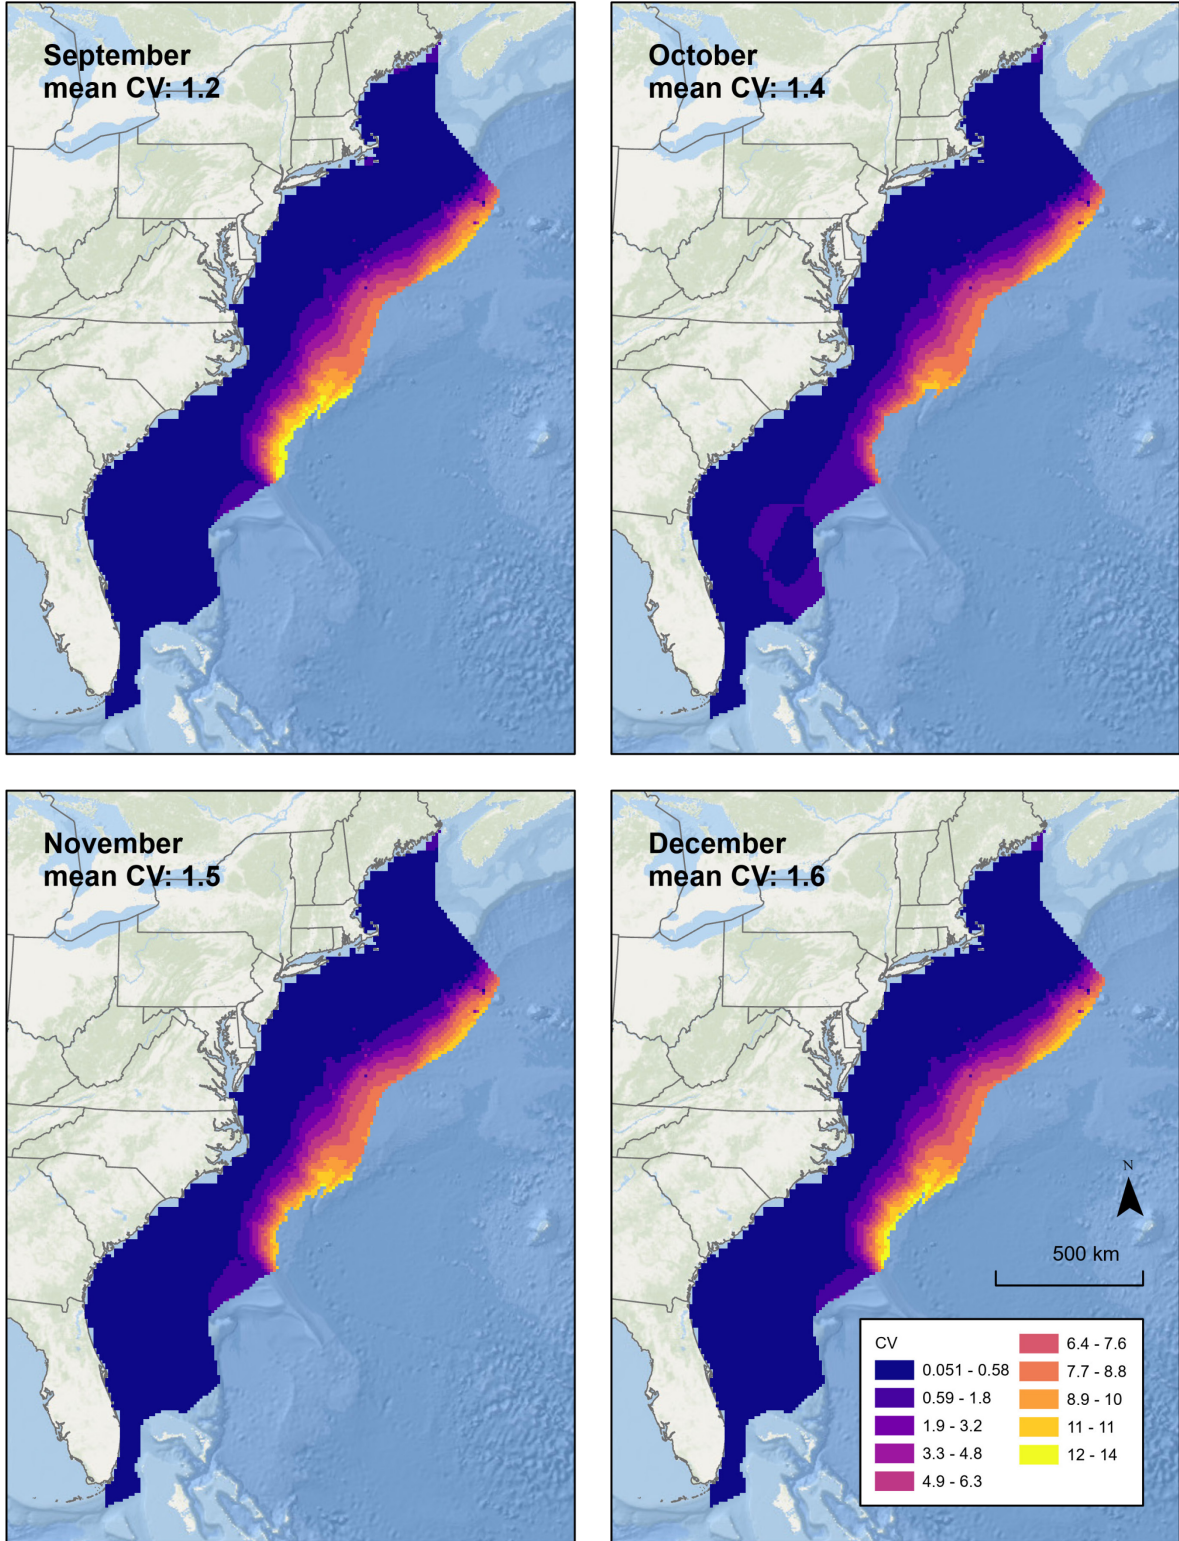 September
mean CV: 1.2
October
mean CV: 1.4
November
mean CV: 1.5
December
mean CV: 1.6
N
500 km
CV
0.051 - 0.58
0.59 - 1.8
1.9 - 3.2
3.3 - 4.8
4.9 - 6.3
6.4 - 7.6
7.7 - 8.8
8.9 - 10
11 - 11
12 - 14